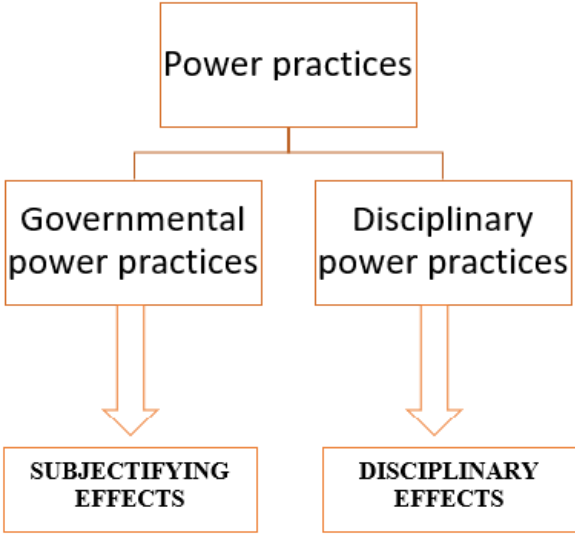 Power practices
Governmental
power practices
Disciplinary
power practices
SUBJECTIFYING
EFFECTS
DISCIPLINARY
EFFECTS